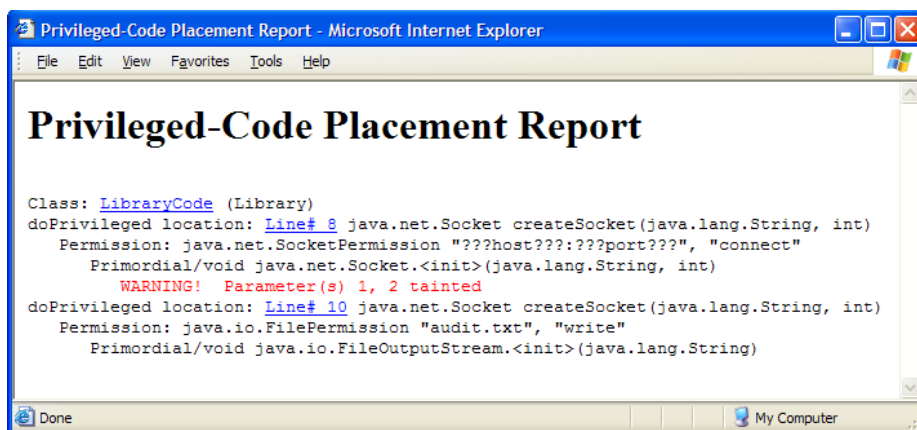 Privileged-Code Placement Report - Microsoft Internet Explorer
File Edit View Favorites Tools Help
Privileged-Code Placement Report
Class: LibraryCode (Library)
doPrivileged location: Line# 8 java.net.Socket createSocket(java.lang.String, int)
Permission: java.net.SocketPermission "???host???:???port???", "connect"
Primordial/void java.net.Socket.<init>(java.lang.String, int)
WARNING! Parameter(s) 1, 2 tainted
doPrivileged location: Line# 10 java.net.Socket createSocket(java.lang.String, int)
Permission: java.io.FilePermission "audit.txt", "write"
Primordial/void java.io.FileOutputStream.<init>(java.lang.String)
Done My Computer